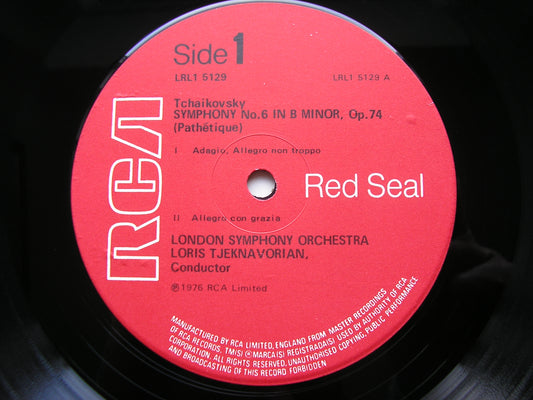 Side 1
LRL1 5129
LRL1 5129 A
Tchaikovsky
SYMPHONY No.6 IN B MINOR, Op.74
(Pathétique)
I Adagio, Allegro non troppo
RCA
Red Seal
II Allegro con grazia
LONDON SYMPHONY ORCHESTRA
LORIS TJEKNAVORIAN,
Conductor
℗1976 RCA Limited
MANUFACTURED BY RCA LIMITED, ENGLAND FROM MASTER RECORDINGS
OF RCA RECORDS, TM(S) ® MARCA(S) REGISTRADA(S) USED BY AUTHORITY OF RCA
AND BROADCASTING OF THIS RECORD FORBIDDEN
ALL RIGHTS RESERVED. UNAUTHORISED COPYING, PUBLIC PERFORMANCE